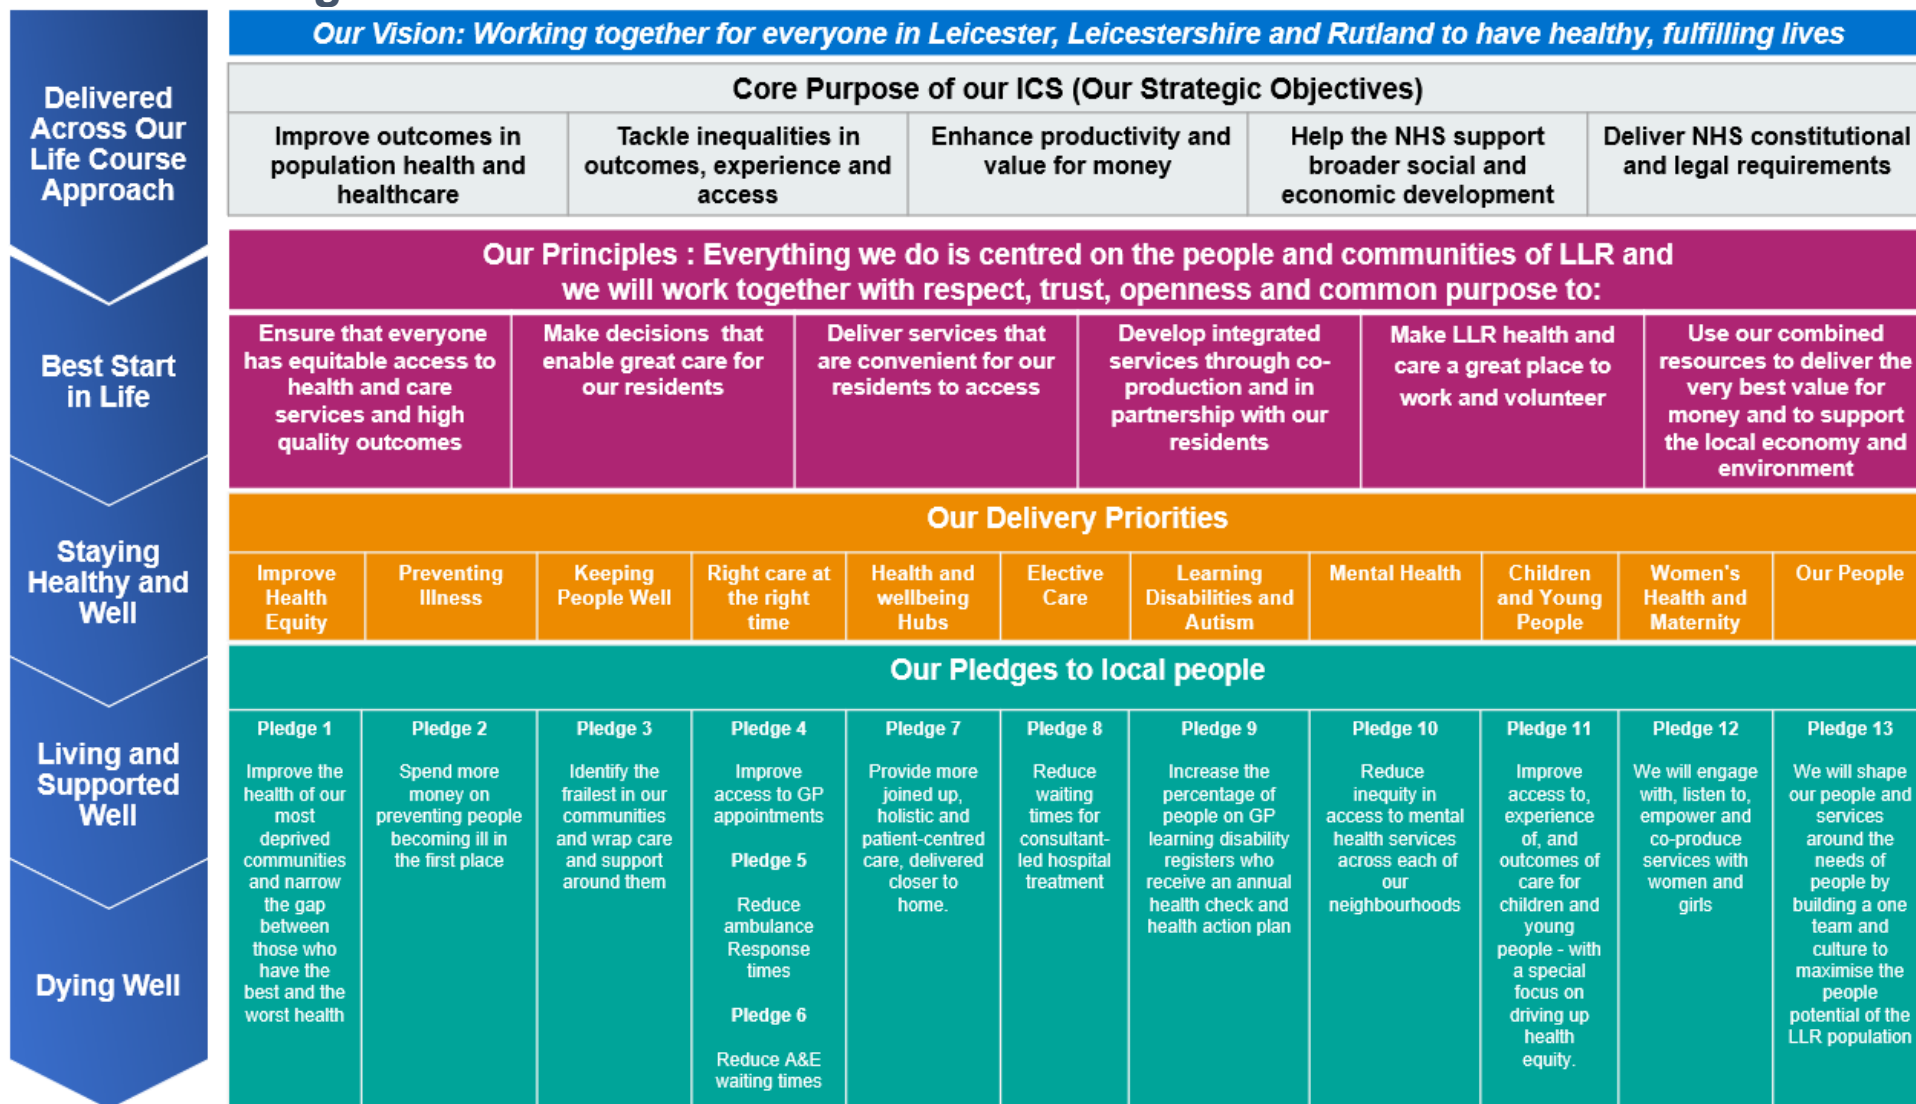 Delivered
Across Our
Life Course
Approach
Best Start
in Life
Staying
Healthy and
Well
Living and
Supported
Well
Dying Well
Our Vision: Working together for everyone in Leicester, Leicestershire and Rutland to have healthy, fulfilling lives
Core Purpose of our ICS (Our Strategic Objectives)
Improve outcomes in
population health and
healthcare
Tackle inequalities in
outcomes, experience and
access
Enhance productivity and
value for money
Help the NHS support
broader social and
economic development
Deliver NHS constitutional
and legal requirements
Our Principles : Everything we do is centred on the people and communities of LLR and
we will work together with respect, trust, openness and common purpose to:
Ensure that everyone
has equitable access to
health and care
services and high
quality outcomes
Make decisions that
enable great care for
our residents
Deliver services that
are convenient for our
residents to access
Develop integrated
services through co-
production and in
partnership with our
residents
Make LLR health and
care a great place to
work and volunteer
Use our combined
resources to deliver the
very best value for
money and to support
the local economy and
environment
Our Delivery Priorities
Improve
Health
Equity
Preventing
Illness
Keeping
People Well
Right care at
the right
time
Health and
wellbeing
Hubs
Elective
Care
Learning
Disabilities and
Autism
Mental Health
Children
and Young
People
Women's
Health and
Maternity
Our People
Our Pledges to local people
Pledge 1
Improve the
health of our
most
deprived
communities
and narrow
the gap
between
those who
have the
best and the
worst health
Pledge 2
Spend more
money on
preventing people
becoming ill in
the first place
Pledge 3
Identify the
frailest in our
communities
and wrap care
and support
around them
Pledge 4
Improve
access to GP
appointments
Pledge 5
Reduce
ambulance
Response
times
Pledge 6
Reduce A&E
waiting times
Pledge 7
Provide more
joined up,
holistic and
patient-centred
care, delivered
closer to
home.
Pledge 8
Reduce
waiting
times for
consultant-
led hospital
treatment
Pledge 9
Increase the
percentage of
people on GP
learning disability
registers who
receive an annual
health check and
health action plan
Pledge 10
Reduce
inequity in
access to mental
health services
across each of
our
neighbourhoods
Pledge 11
Improve
access to,
experience
of, and
outcomes of
care for
children and
young
people - with
a special
focus on
driving up
health
equity.
Pledge 12
We will engage
with, listen to,
empower and
co-produce
services with
women and
girls
Pledge 13
We will shape
our people and
services
around the
needs of
people by
building a one
team and
culture to
maximise the
people
potential of the
LLR population